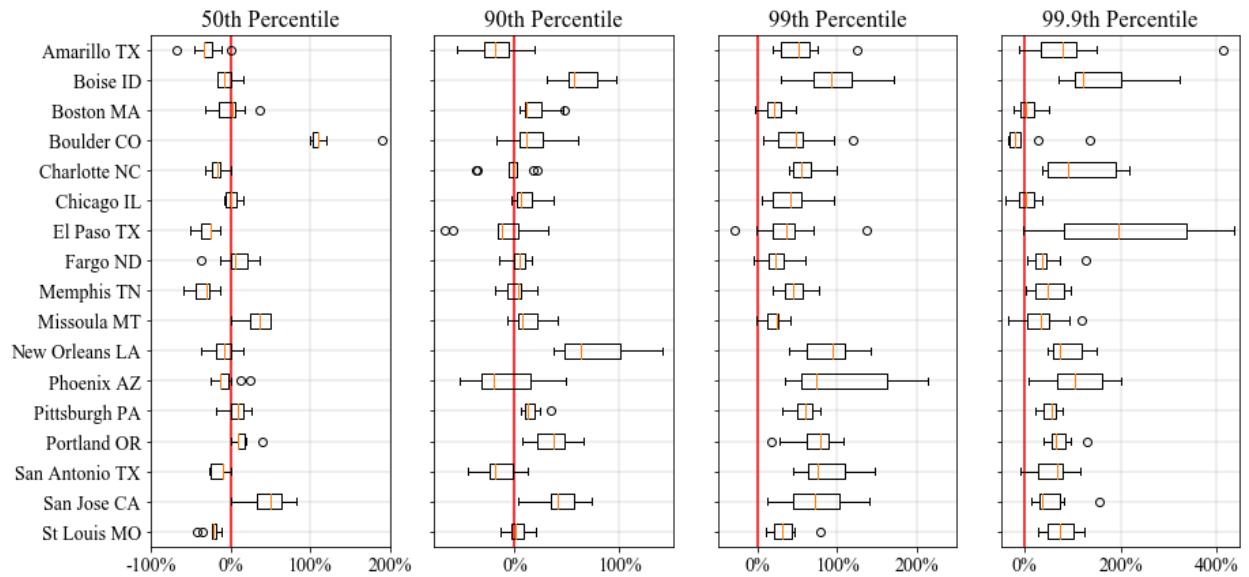 50th Percentile 90th Percentile 99th Percentile 99.9th Percentile
Amarillo TX
Boise ID
Boston MA
Boulder CO
Charlotte NC
Chicago IL
El Paso TX
Fargo ND
Memphis TN
Missoula MT
New Orleans LA
Phoenix AZ
Pittsburgh PA
Portland OR
San Antonio TX
San Jose CA
St Louis MO
-100% 0% 100% 200% 0% 100% 0% 100% 200% 0% 200% 400%